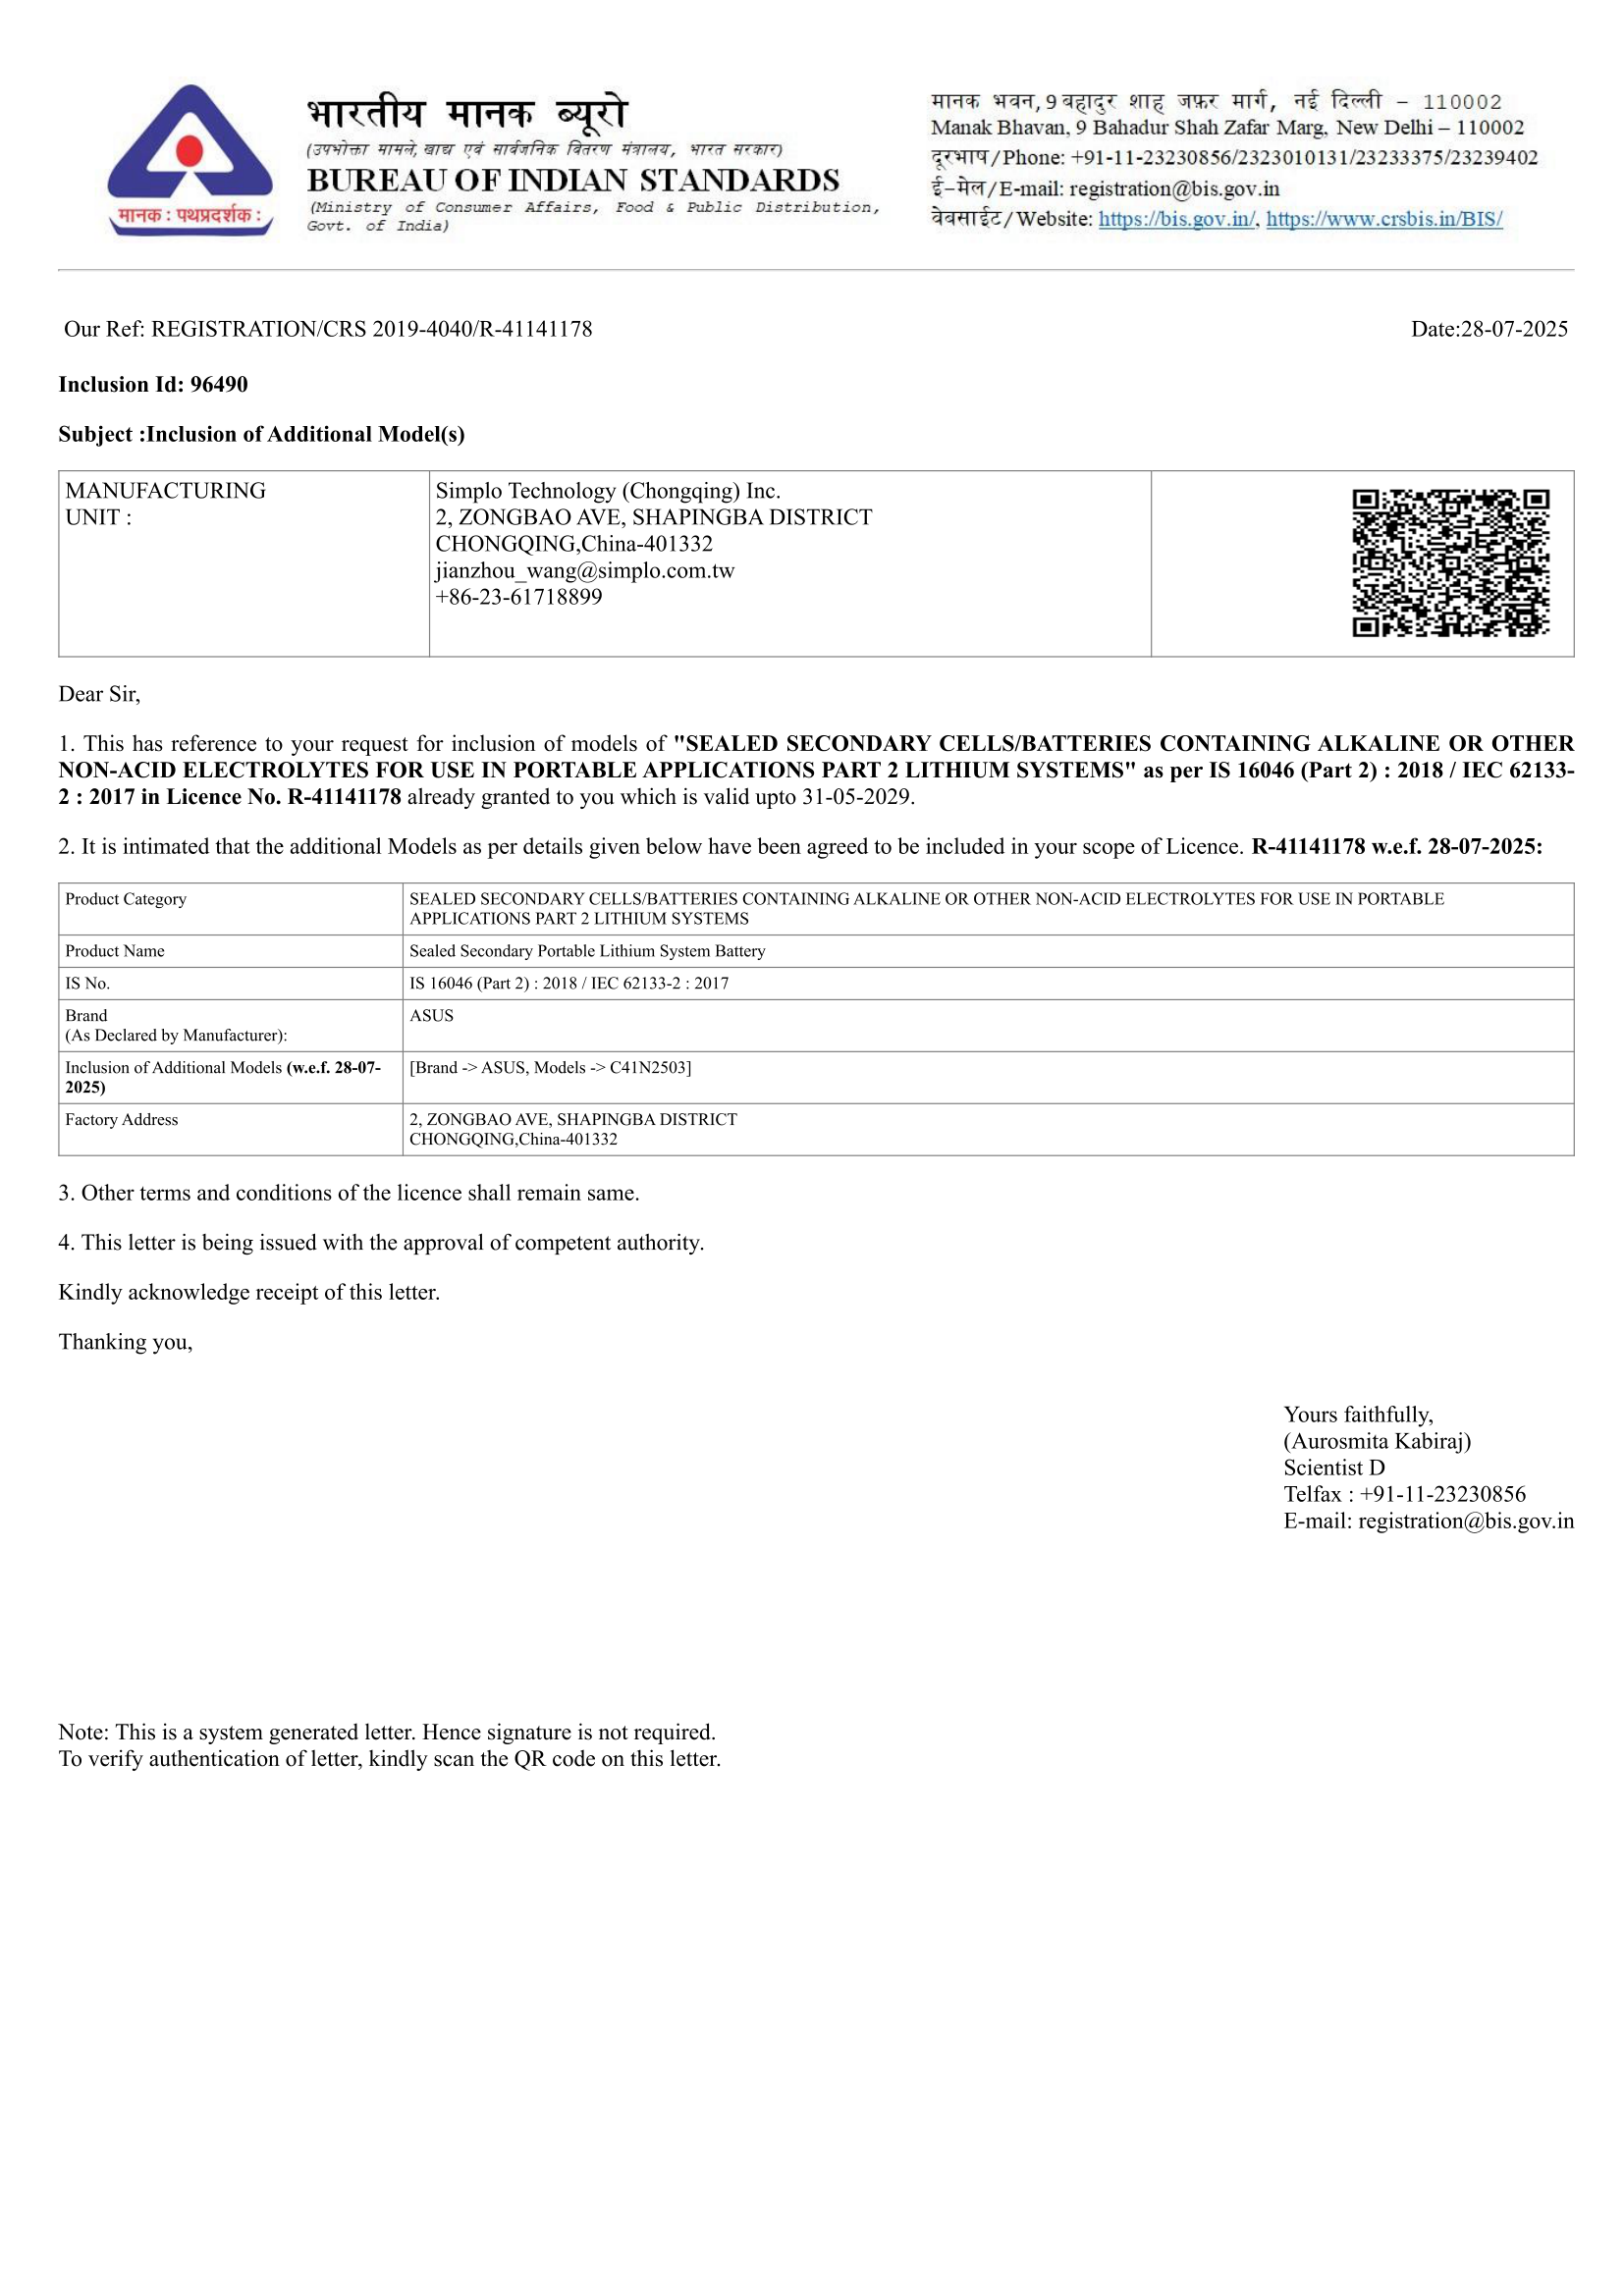 मानक : पथप्रदर्शक :
भारतीय मानक ब्यूरो
(उपभोक्ता मामले, खाद्य एवं सार्वजनिक वितरण मंत्रालय, भारत सरकार)
BUREAU OF INDIAN STANDARDS
(Ministry of Consumer Affairs, Food & Public Distribution,
Govt. of India)
मानक भवन, 9 बहादुर शाह ज़फ़र मार्ग, नई दिल्ली – 110002
Manak Bhavan, 9 Bahadur Shah Zafar Marg, New Delhi – 110002
दूरभाष/Phone: +91-11-23230856/2323010131/23233375/23239402
ई-मेल/E-mail: registration@bis.gov.in
वेबसाईट/Website: https://bis.gov.in/, https://www.crsbis.in/BIS/
Our Ref: REGISTRATION/CRS 2019-4040/R-41141178 Date:28-07-2025
Inclusion Id: 96490
Subject :Inclusion of Additional Model(s)
MANUFACTURING
UNIT :
Simplo Technology (Chongqing) Inc.
2, ZONGBAO AVE, SHAPINGBA DISTRICT
CHONGQING,China-401332
jianzhou_wang@simplo.com.tw
+86-23-61718899
Dear Sir,
1. This has reference to your request for inclusion of models of "SEALED SECONDARY CELLS/BATTERIES CONTAINING ALKALINE OR OTHER
NON-ACID ELECTROLYTES FOR USE IN PORTABLE APPLICATIONS PART 2 LITHIUM SYSTEMS" as per IS 16046 (Part 2) : 2018 / IEC 62133-
2 : 2017 in Licence No. R-41141178 already granted to you which is valid upto 31-05-2029.
2. It is intimated that the additional Models as per details given below have been agreed to be included in your scope of Licence. R-41141178 w.e.f. 28-07-2025:
Product Category
SEALED SECONDARY CELLS/BATTERIES CONTAINING ALKALINE OR OTHER NON-ACID ELECTROLYTES FOR USE IN PORTABLE
APPLICATIONS PART 2 LITHIUM SYSTEMS
Product Name
Sealed Secondary Portable Lithium System Battery
IS No.
IS 16046 (Part 2) : 2018 / IEC 62133-2 : 2017
Brand
(As Declared by Manufacturer):
ASUS
Inclusion of Additional Models (w.e.f. 28-07-
2025)
[Brand -> ASUS, Models -> C41N2503]
Factory Address
2, ZONGBAO AVE, SHAPINGBA DISTRICT
CHONGQING,China-401332
3. Other terms and conditions of the licence shall remain same.
4. This letter is being issued with the approval of competent authority.
Kindly acknowledge receipt of this letter.
Thanking you,
Yours faithfully,
(Aurosmita Kabiraj)
Scientist D
Telfax : +91-11-23230856
E-mail: registration@bis.gov.in
Note: This is a system generated letter. Hence signature is not required.
To verify authentication of letter, kindly scan the QR code on this letter.